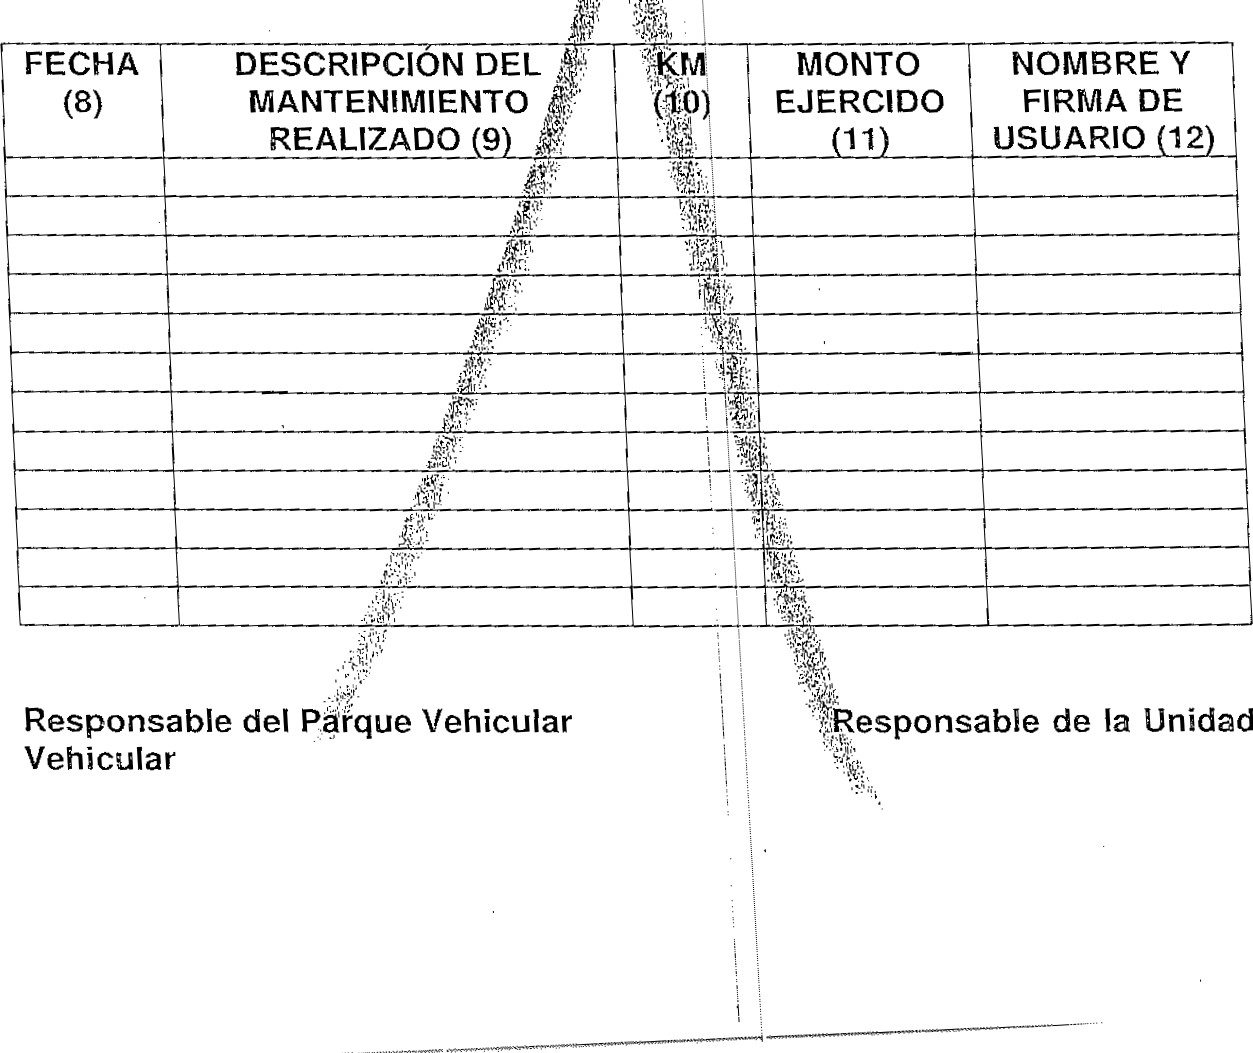 FECHA
(8)
DESCRIPCIÓN DEL
MANTENIMIENTO
REALIZADO (9)
KM
(10)
MONTO
EJERCIDO
(11)
NOMBRE Y
FIRMA DE
USUARIO (12)
Responsable del Parque Vehicular
Responsable de la Unidad
Vehicular